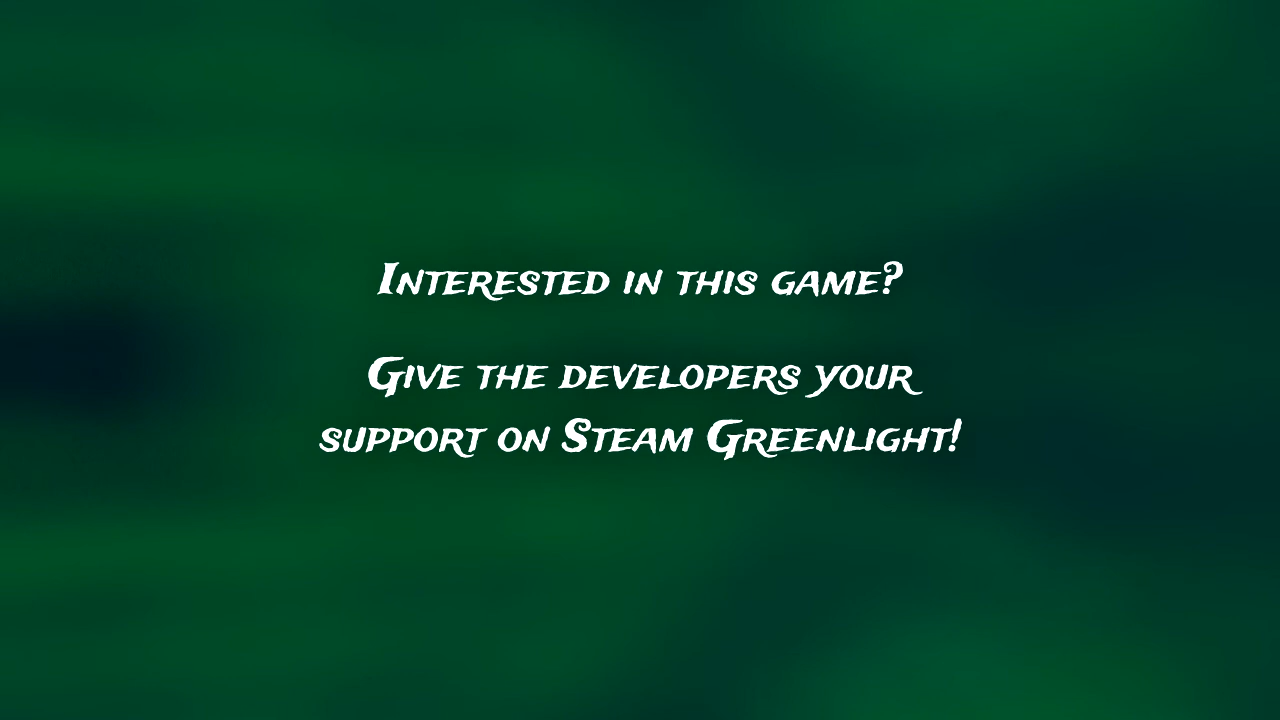 Interested in this game?
Give the developers your
support on Steam Greenlight!